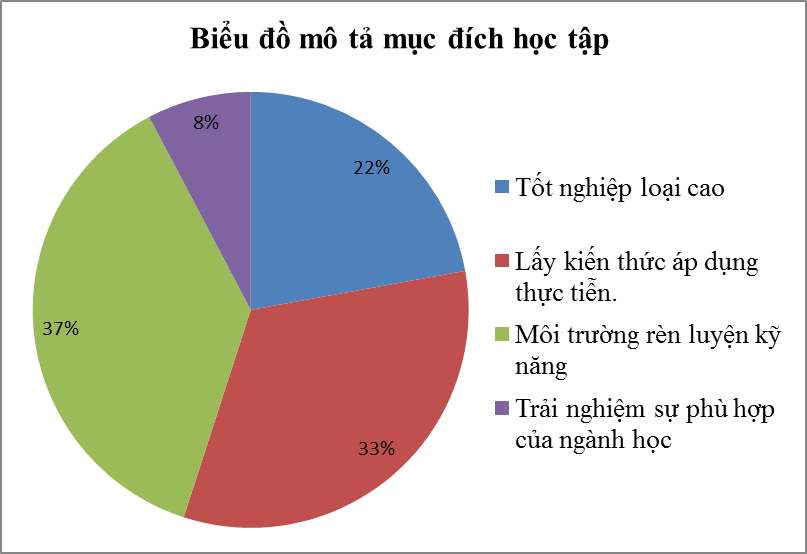 Biểu đồ mô tả mục đích học tập
8%
22%
37%
33%
Tốt nghiệp loại cao
Lấy kiến thức áp dụng
thực tiễn.
Môi trường rèn luyện kỹ
năng
Trải nghiệm sự phù hợp
của ngành học